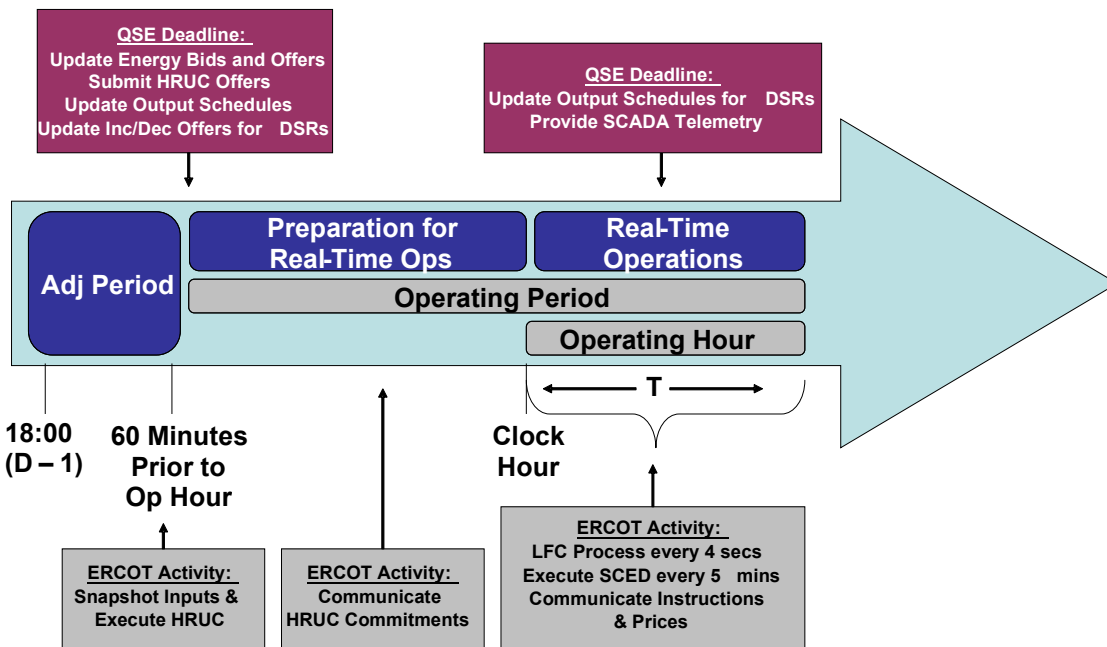 QSE Deadline:
Update Energy Bids and Offers
Submit HRUC Offers
Update Output Schedules
Update Inc/Dec Offers for DSRs
QSE Deadline:
Update Output Schedules for DSRs
Provide SCADA Telemetry
Adj Period
Preparation for
Real-Time Ops
Real-Time
Operations
Operating Period
Operating Hour
T
18:00
(D – 1)
60 Minutes
Prior to
Op Hour
Clock
Hour
ERCOT Activity:
Snapshot Inputs &
Execute HRUC
ERCOT Activity:
Communicate
HRUC Commitments
ERCOT Activity:
LFC Process every 4 secs
Execute SCED every 5 mins
Communicate Instructions
& Prices